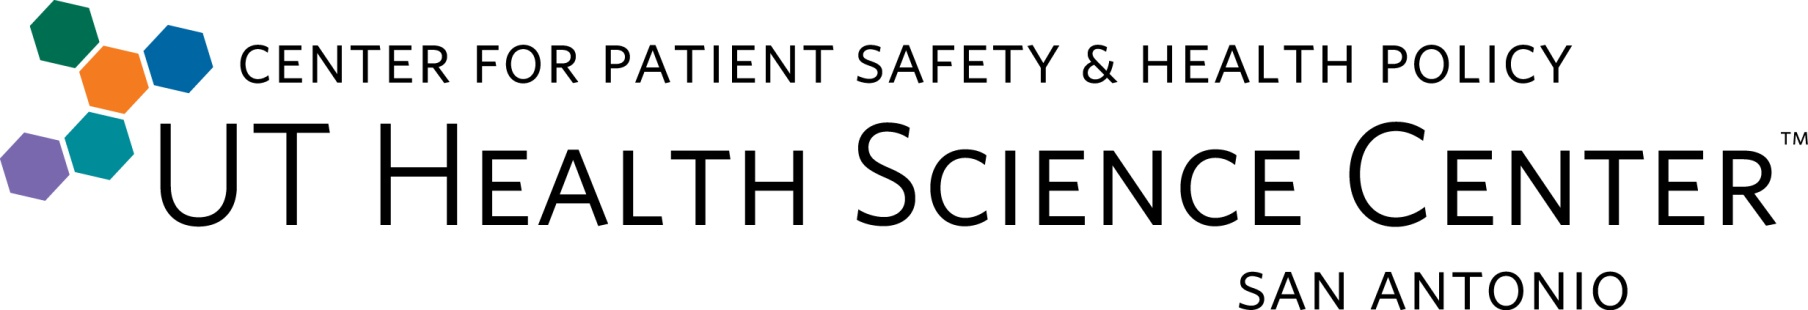 CENTER FOR PATIENT SAFETY & HEALTH POLICY
UT HEALTH SCIENCE CENTER™
SAN ANTONIO